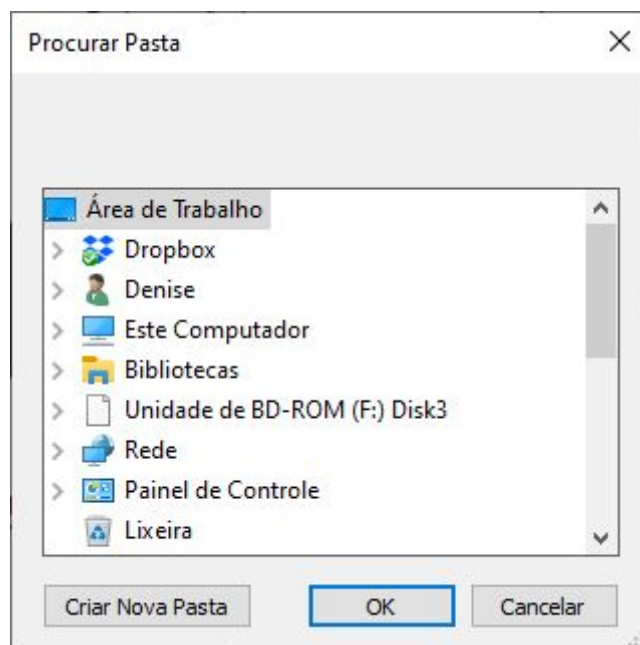 Procurar Pasta
Área de Trabalho
Dropbox
Denise
Este Computador
Bibliotecas
Unidade de BD-ROM (F:) Disk3
Rede
Painel de Controle
Lixeira
Criar Nova Pasta OK Cancelar